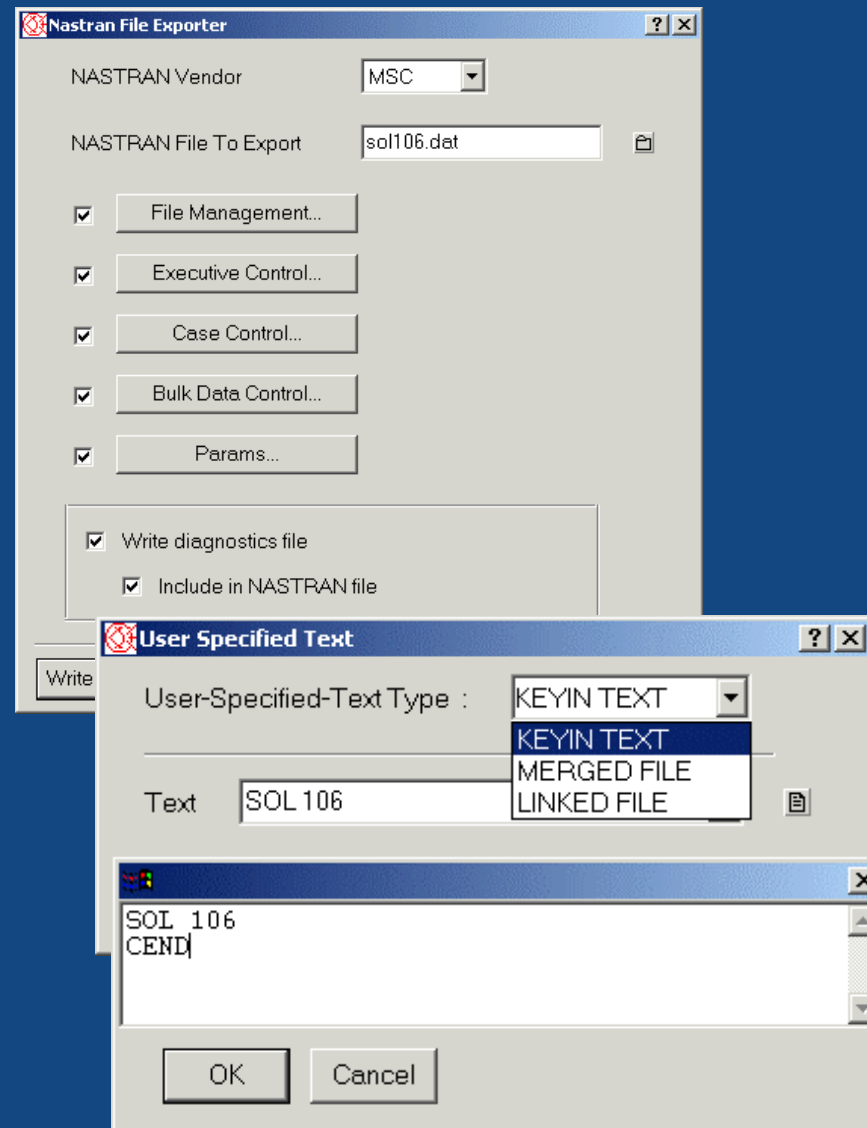 Nastran File Exporter
NASTRAN Vendor MSC
NASTRAN File To Export sol106.dat
File Management...
Executive Control...
Case Control...
Bulk Data Control...
Params...
Write diagnostics file
Include in NASTRAN file
Write
User Specified Text
User-Specified-Text Type : KEYIN TEXT
KEYIN TEXT
MERGED FILE
LINKED FILE
Text SOL 106
SOL 106
CEND
OK Cancel